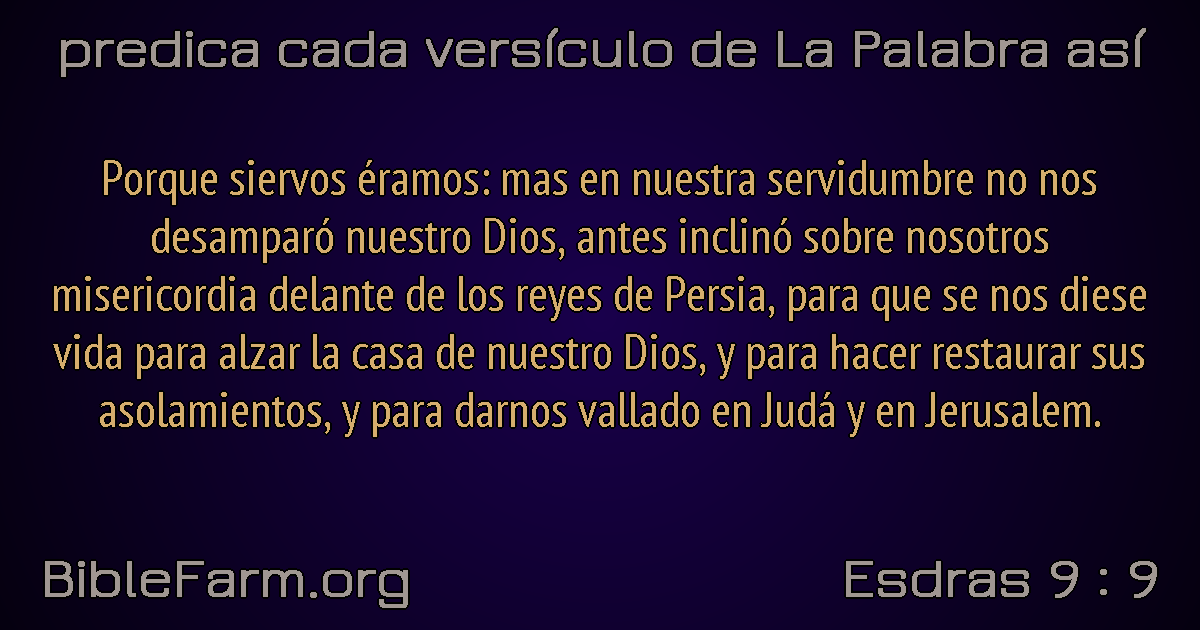 predica cada versículo de La Palabra así
Porque siervos éramos: mas en nuestra servidumbre no nos
desamparó nuestro Dios, antes inclinó sobre nosotros
misericordia delante de los reyes de Persia, para que se nos diese
vida para alzar la casa de nuestro Dios, y para hacer restaurar sus
asolamientos, y para darnos vallado en Judá y en Jerusalem.
BibleFarm.org
Esdras 9 : 9